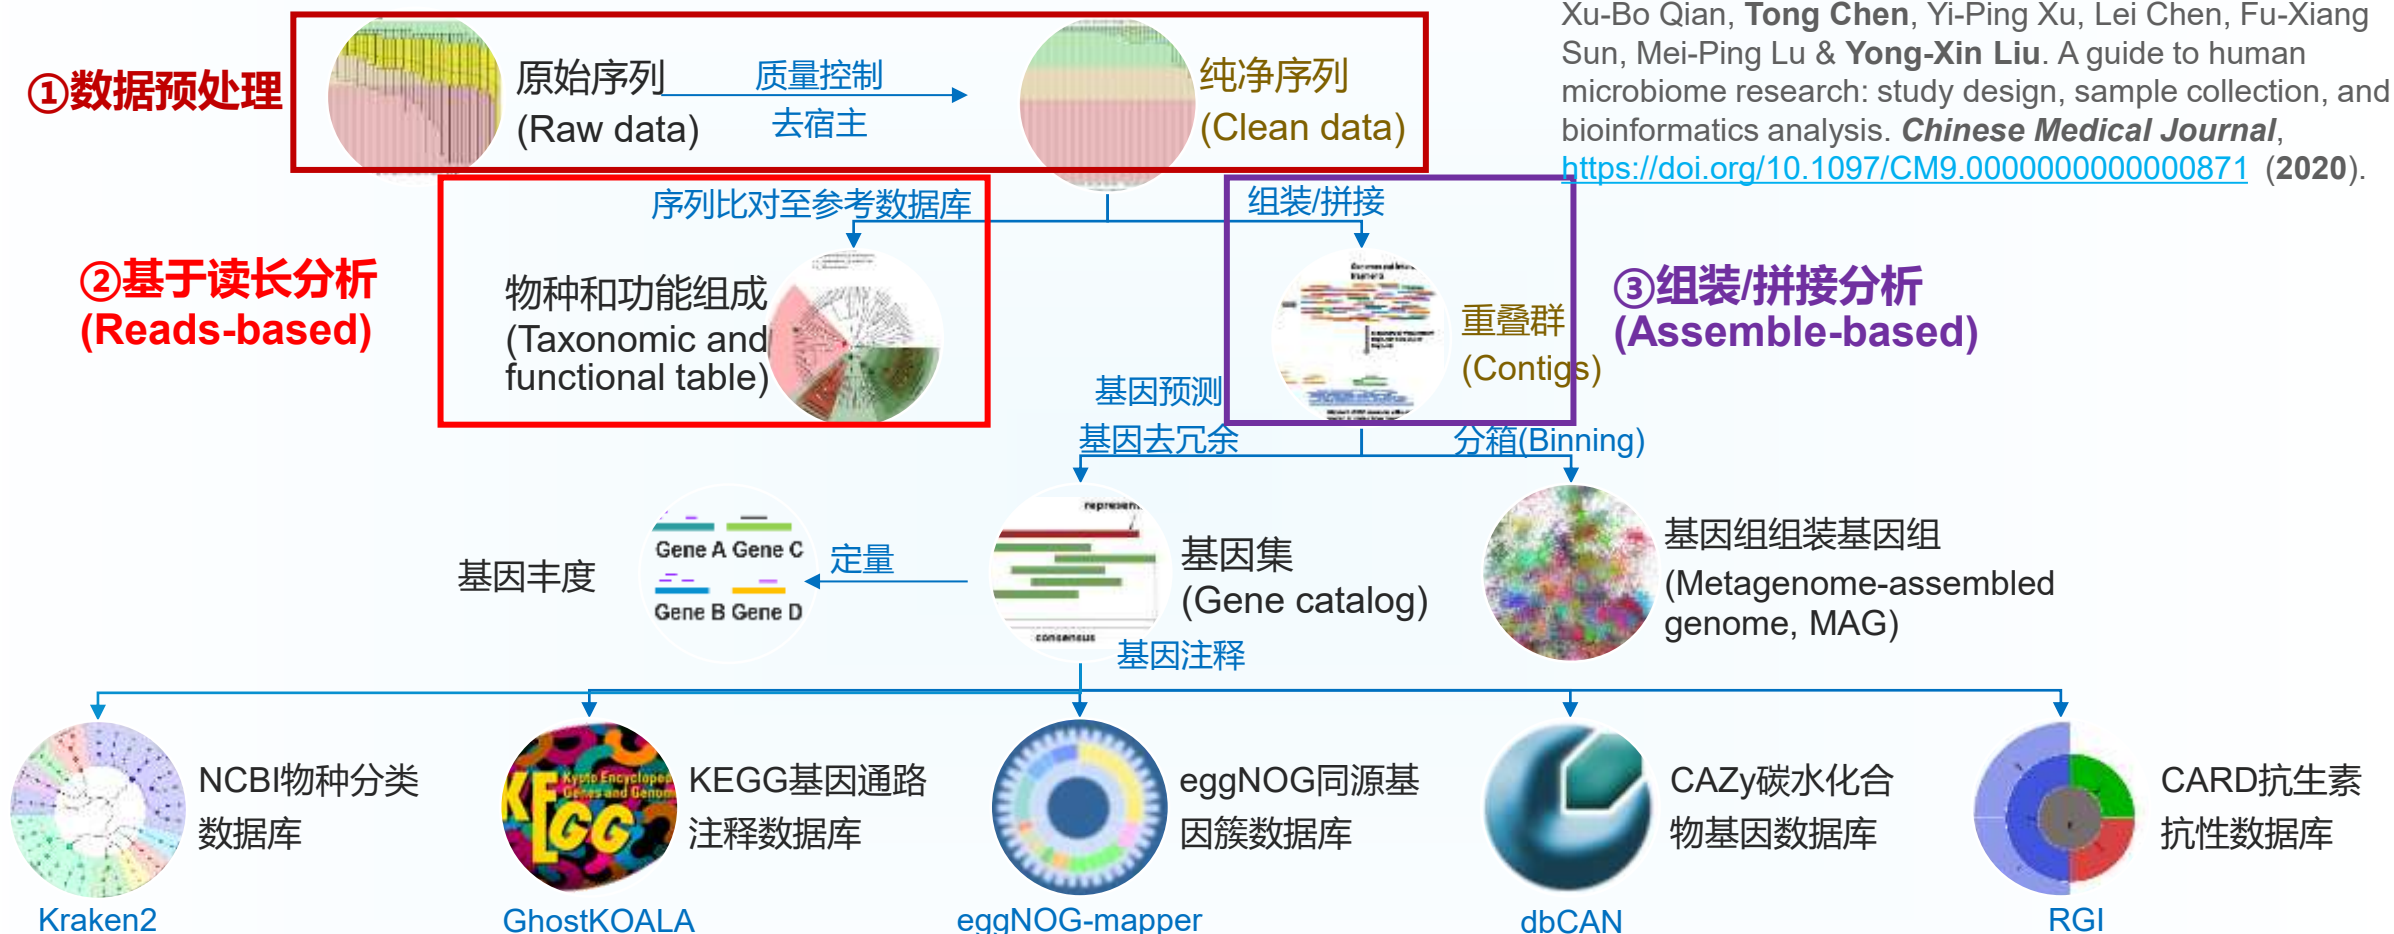 ①数据预处理
原始序列
(Raw data)
质量控制
去宿主
纯净序列
(Clean data)
Xu-Bo Qian, Tong Chen, Yi-Ping Xu, Lei Chen, Fu-Xiang
Sun, Mei-Ping Lu & Yong-Xin Liu. A guide to human
microbiome research: study design, sample collection, and
bioinformatics analysis. Chinese Medical Journal,
https://doi.org/10.1097/CM9.0000000000000871 (2020).
序列比对至参考数据库
组装/拼接
②基于读长分析
(Reads-based)
物种和功能组成
(Taxonomic and
functional table)
重叠群
(Contigs)
③组装/拼接分析
(Assemble-based)
基因预测
基因去冗余
分箱(Binning)
基因丰度
Gene A Gene C
Gene B Gene D
定量
consensus
基因集
(Gene catalog)
基因组组装基因组
(Metagenome-assembled
genome, MAG)
基因注释
NCBI物种分类
数据库
Kraken2
KEGG
Kyoto Encyclope
Genes and Genom
KEGG基因通路
注释数据库
GhostKOALA
eggNOG同源基
因簇数据库
eggNOG-mapper
CAZy碳水化合
物基因数据库
dbCAN
CARD抗生素
抗性数据库
RGI